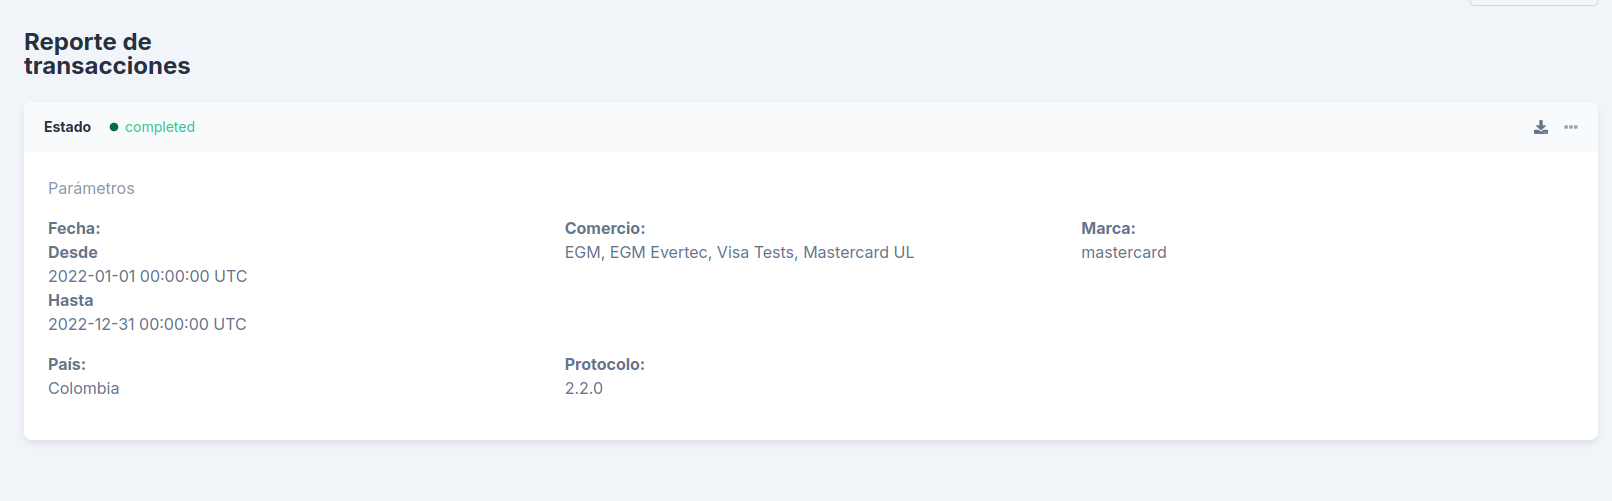 Reporte de
transacciones
Estado completed
Parámetros
Fecha:
Desde
2022-01-01 00:00:00 UTC
Hasta
2022-12-31 00:00:00 UTC
Comercio:
EGM, EGM Evertec, Visa Tests, Mastercard UL
Marca:
mastercard
País:
Colombia
Protocolo:
2.2.0